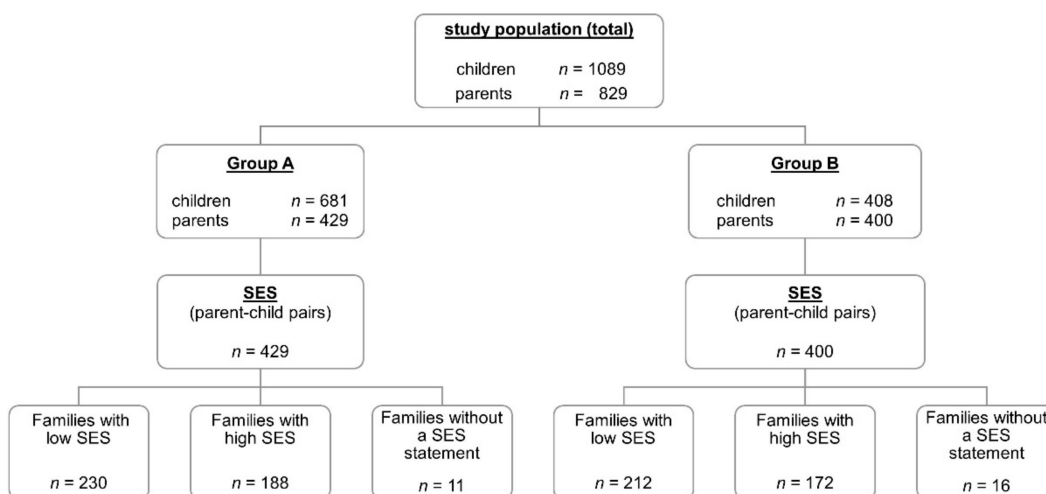 study population (total)
children n = 1089
parents n = 829
Group A
children n = 681
parents n = 429
Group B
children n = 408
parents n = 400
SES
(parent-child pairs)
n = 429
SES
(parent-child pairs)
n = 400
Families with
low SES
n = 230
Families with
high SES
n = 188
Families without
a SES
statement
n = 11
Families with
low SES
n = 212
Families with
high SES
n = 172
Families without
a SES
statement
n = 16